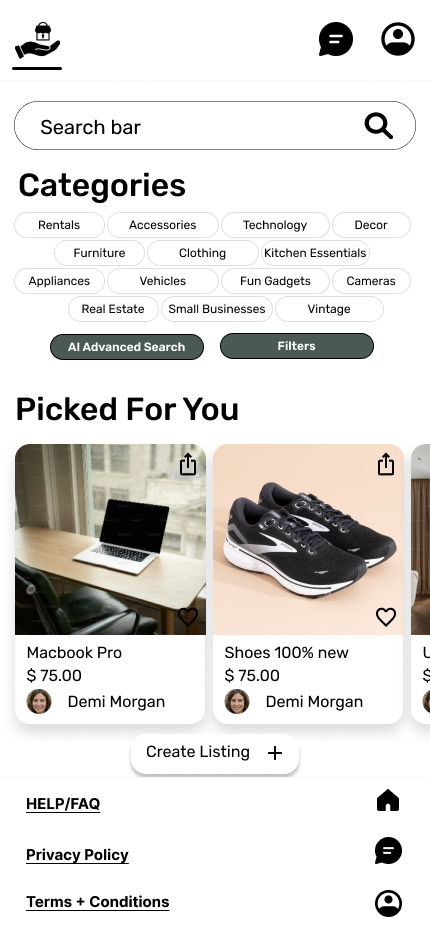 Search bar
Categories
Rentals Accessories Technology Decor
Furniture Clothing Kitchen Essentials
Appliances Vehicles Fun Gadgets Cameras
Real Estate Small Businesses Vintage
AI Advanced Search Filters
Picked For You
Macbook Pro Shoes 100% new
$ 75.00 $ 75.00
Demi Morgan Demi Morgan
Create Listing
HELP/FAQ
Privacy Policy
Terms + Conditions